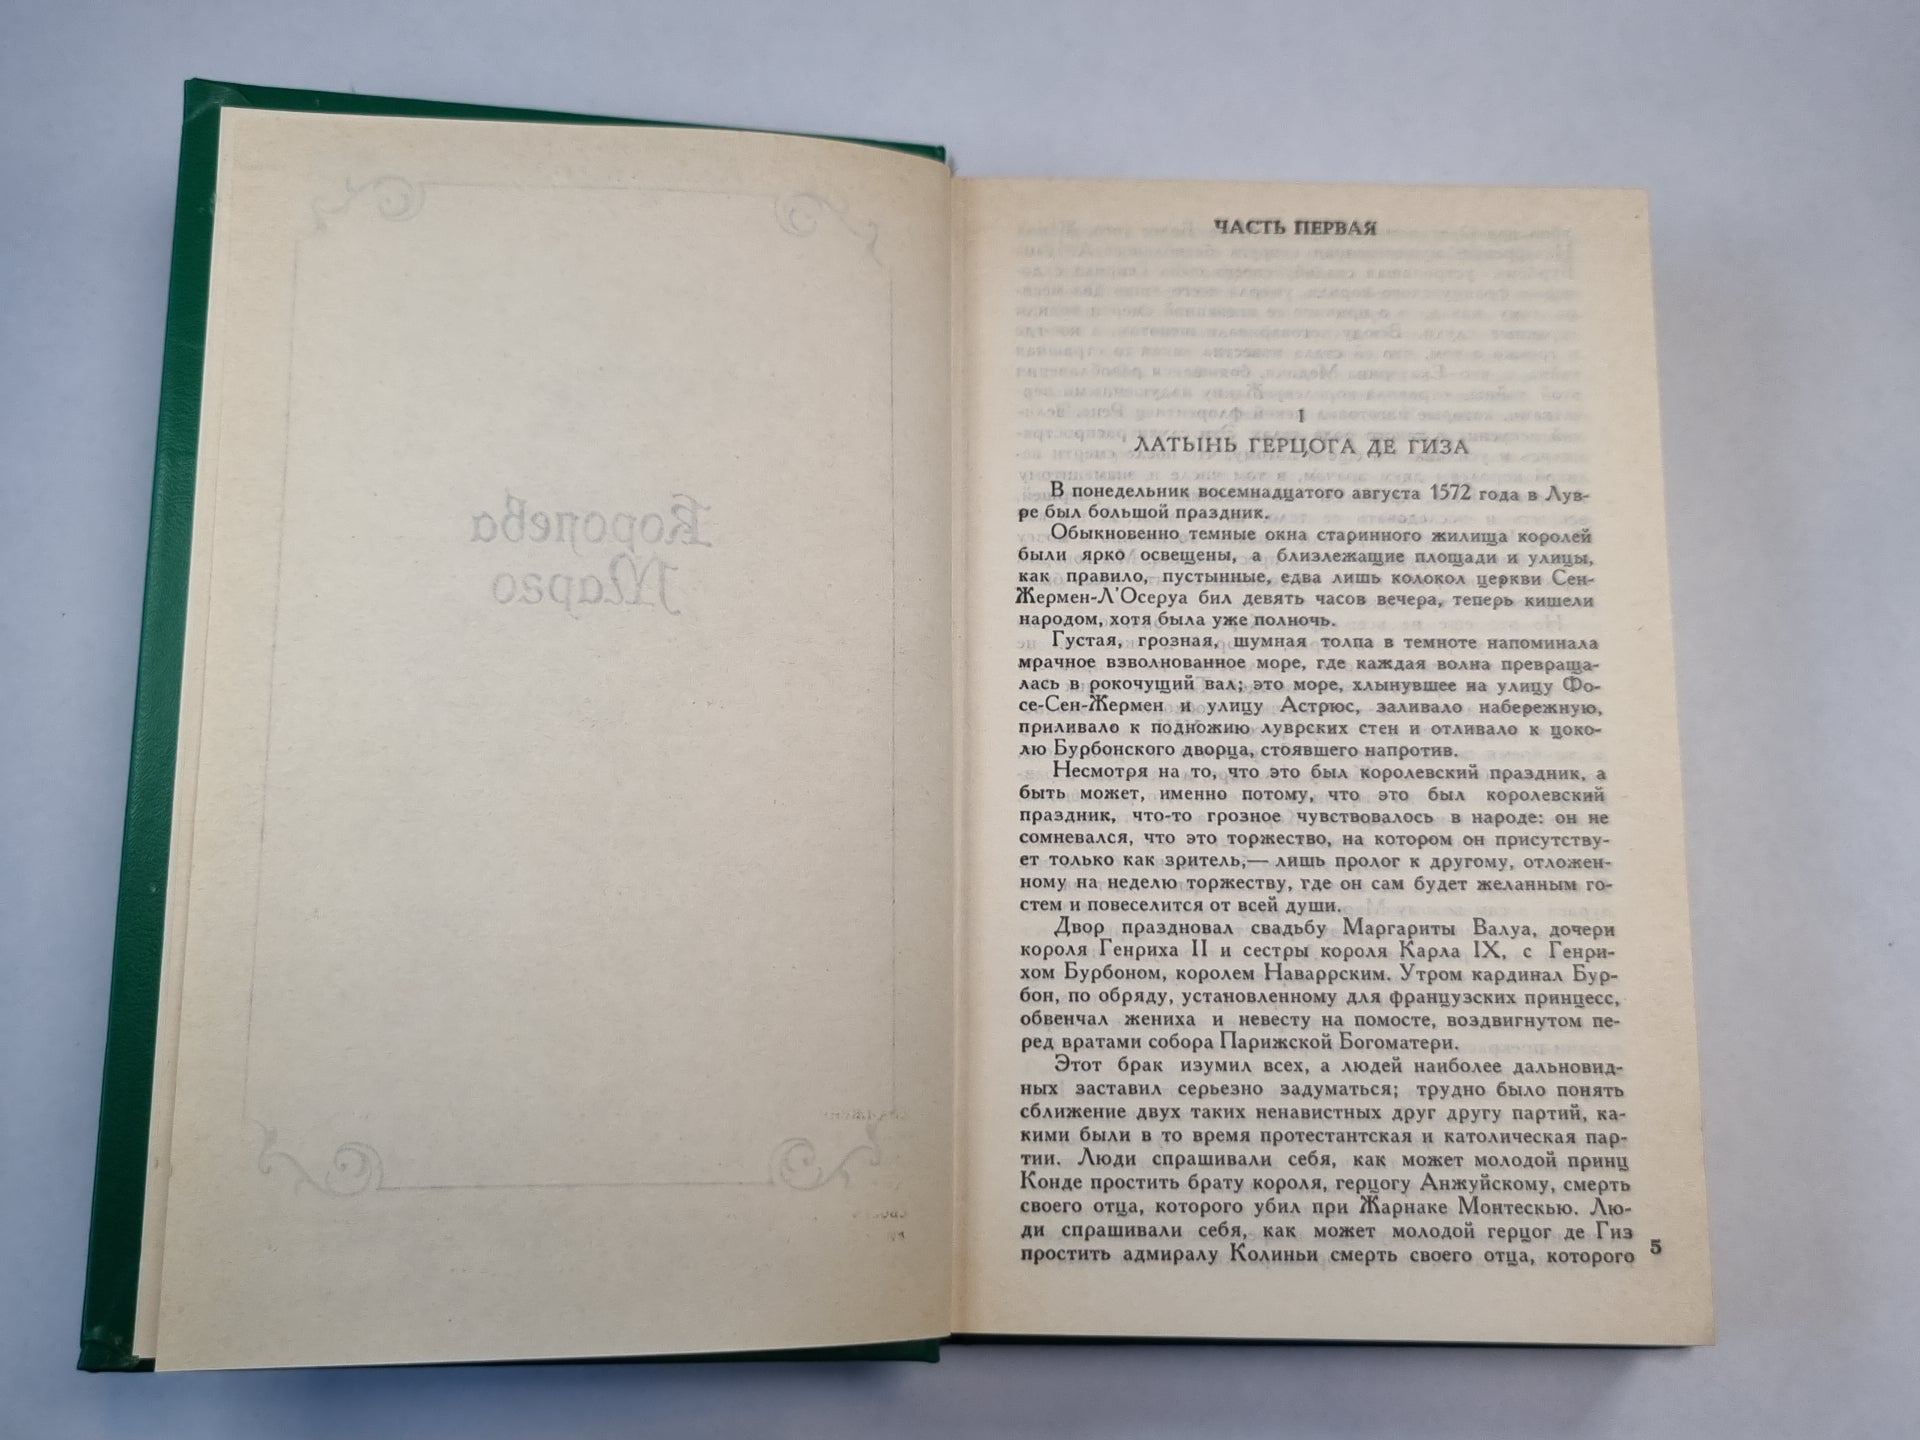 Королева
Марго
ЧАСТЬ ПЕРВАЯ
I
ЛАТЫНЬ ГЕРЦОГА ДЕ ГИЗА
В понедельник восемнадцатого августа 1572 года в Лув-
ре был большой праздник.
Обыкновенно темные окна старинного жилища королей
были ярко освещены, а близлежащие площади и улицы,
как правило, пустынные, едва лишь колокол церкви Сен-
Жермен-Л'Осеруа бил девять часов вечера, теперь кишели
народом, хотя была уже полночь.
Густая, грозная, шумная толпа в темноте напоминала
мрачное взволнованное море, где каждая волна превраща-
лась в рокочущий вал; это море, хлынувшее на улицу Фо-
се-Сен-Жермен и улицу Астрюс, заливало набережную,
приливало к подножию луврских стен и отливало к цоко-
лю Бурбонского дворца, стоявшего напротив.
Несмотря на то, что это был королевский праздник, а
быть может, именно потому, что это был королевский
праздник, что-то грозное чувствовалось в народе: он не
сомневался, что это торжество, на котором он присутству-
ет только как зритель,— лишь пролог к другому, отложен-
ному на неделю торжеству, где он сам будет желанным го-
стем и повеселится от всей души.
Двор праздновал свадьбу Маргариты Валуа, дочери
короля Генриха II и сестры короля Карла IX, с Генри-
хом Бурбоном, королем Наваррским. Утром кардинал Бур-
бон, по обряду, установленному для французских принцесс,
обвенчал жениха и невесту на помосте, воздвигнутом пе-
ред вратами собора Парижской Богоматери.
Этот брак изумил всех, а людей наиболее дальновид-
ных заставил серьезно задуматься; трудно было понять
сближение двух таких ненавистных друг другу партий, ка-
кими были в то время протестантская и католическая пар-
тии. Люди спрашивали себя, как может молодой принц
Конде простить брату короля, герцогу Анжуйскому, смерть
своего отца, которого убил при Жарнаке Монтескью. Лю-
ди спрашивали себя, как может молодой герцог де Гиз
простить адмиралу Колиньи смерть своего отца, которого
5